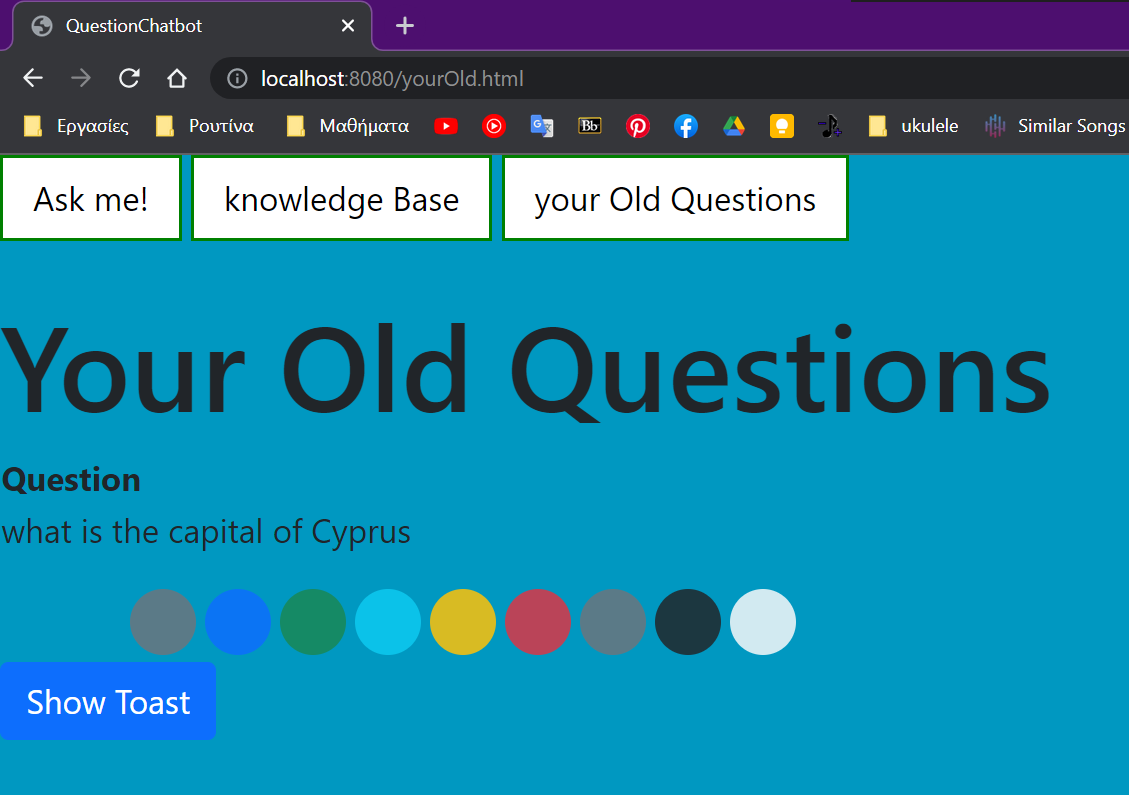 QuestionChatbot
localhost:8080/yourOld.html
Εργασίες Ρουτίνα Μαθήματα Bb ukulele Similar Songs
Ask me! knowledge Base your Old Questions
Your Old Questions
Question
what is the capital of Cyprus
Show Toast